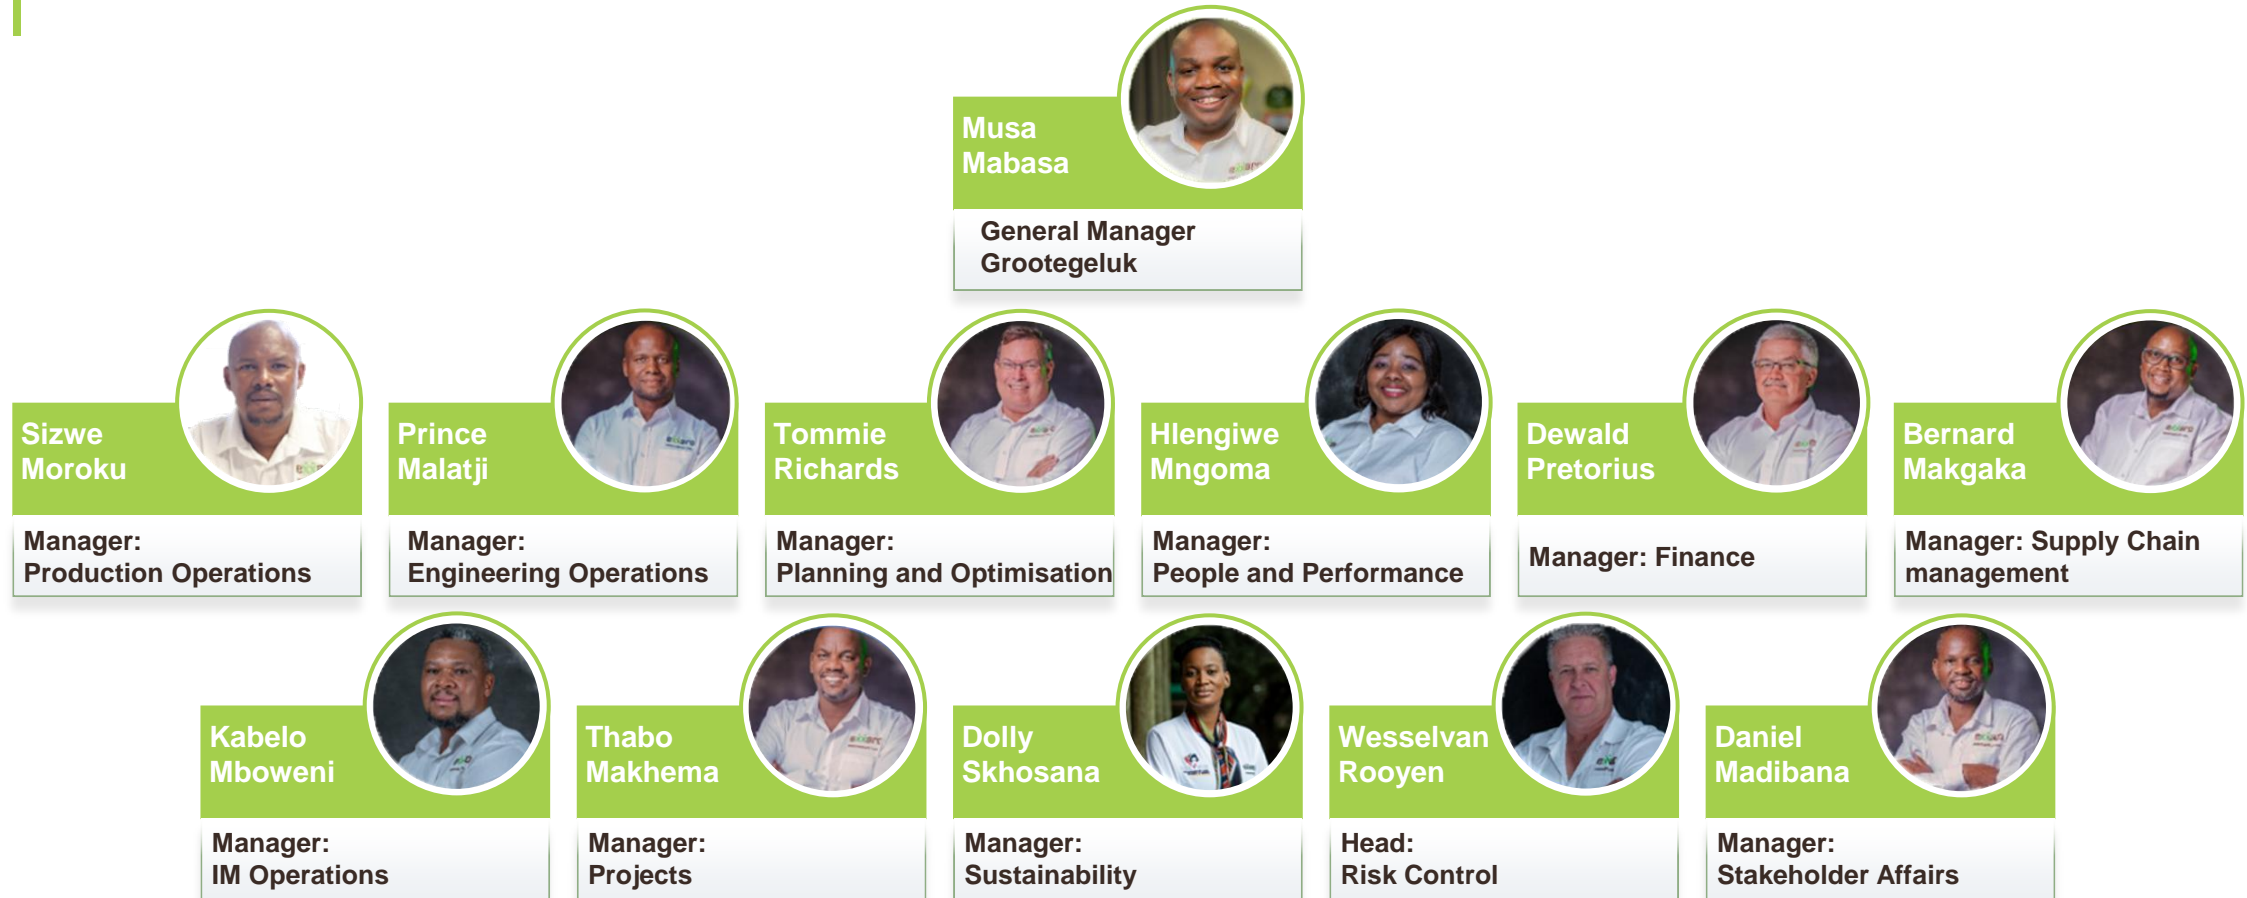 Musa
Mabasa
General Manager
Grootegeluk
Sizwe
Moroku
Manager:
Production Operations
Prince
Malatji
Manager:
Engineering Operations
Tommie
Richards
Manager:
Planning and Optimisation
Hlengiwe
Mngoma
Manager:
People and Performance
Dewald
Pretorius
Manager: Finance
Bernard
Makgaka
Manager: Supply Chain
management
Kabelo
Mboweni
Manager:
IM Operations
Thabo
Makhema
Manager:
Projects
Dolly
Skhosana
Manager:
Sustainability
Wesselvan
Rooyen
Head:
Risk Control
Daniel
Madibana
Manager:
Stakeholder Affairs